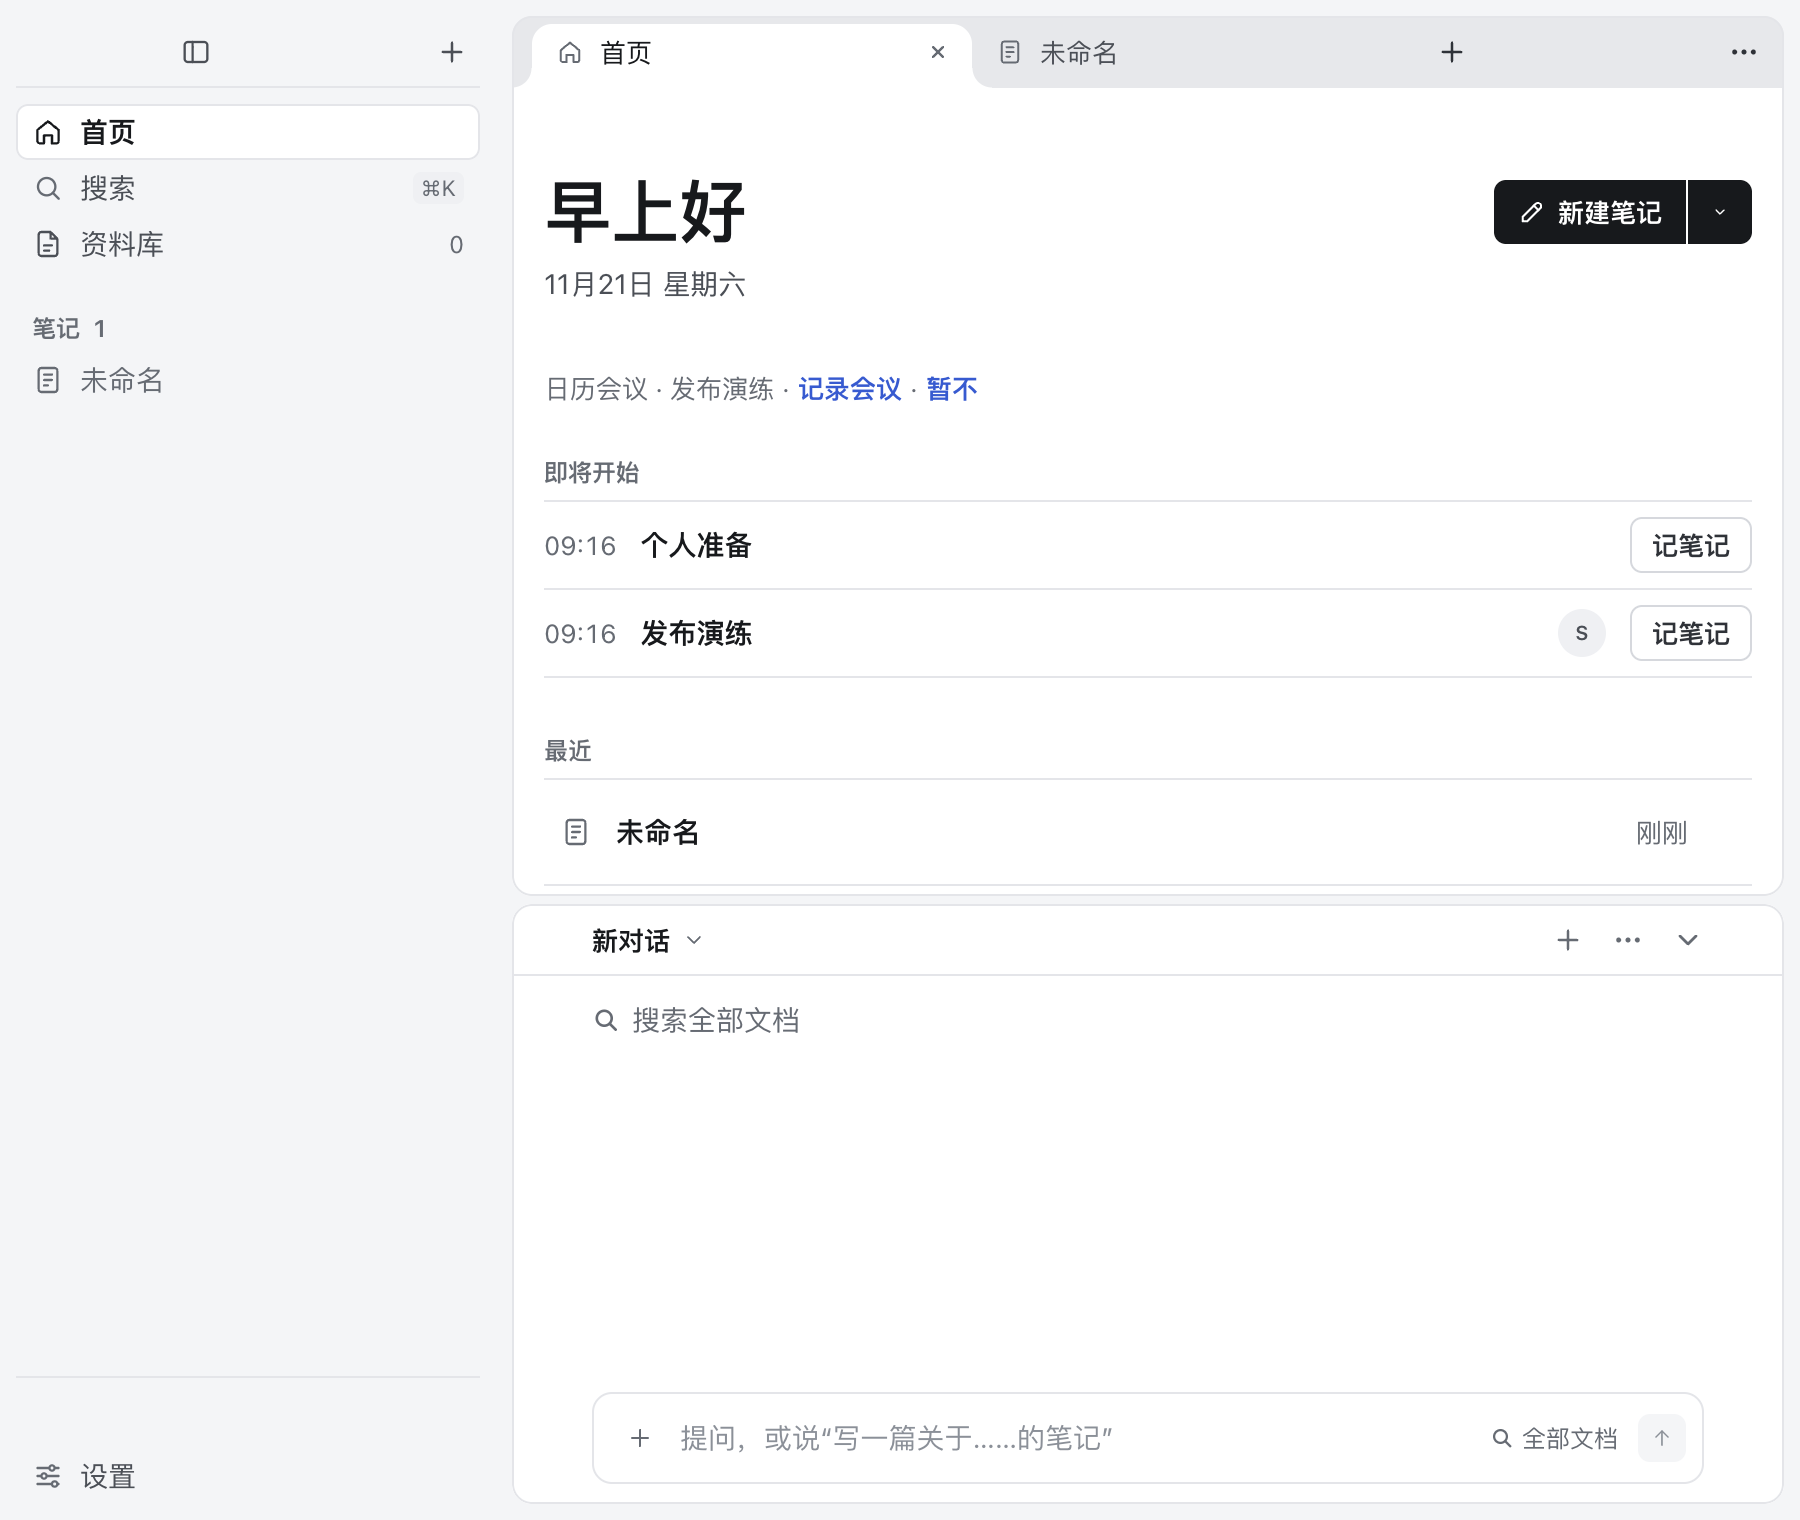 首页
搜索 ⌘K
资料库 0
笔记 1
未命名
设置
首页
未命名
早上好
新建笔记
11月21日 星期六
日历会议 · 发布演练 · 记录会议 · 暂不
即将开始
09:16 个人准备 记笔记
09:16 发布演练 S 记笔记
最近
未命名 刚刚
新对话
搜索全部文档
提问，或说“写一篇关于……的笔记” 全部文档